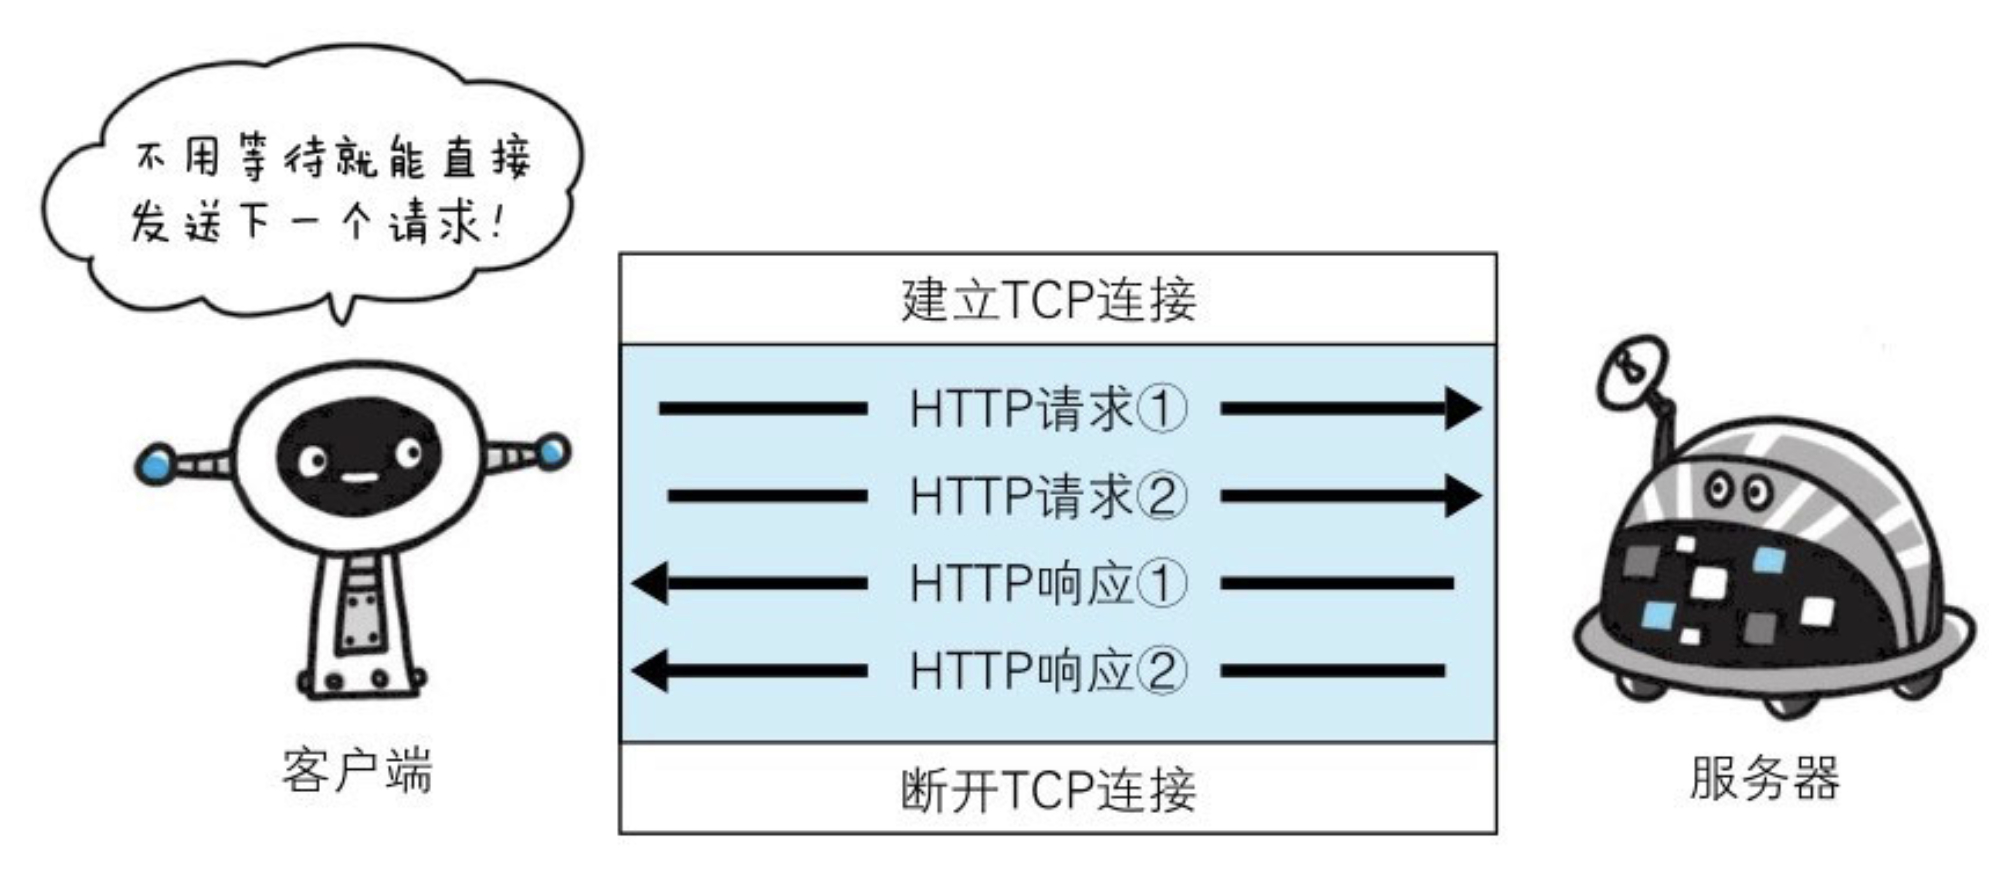 不用等待就能直接
发送下一个请求!
建立TCP连接
HTTP请求①
HTTP请求②
HTTP响应①
HTTP响应②
断开TCP连接
客户端
服务器